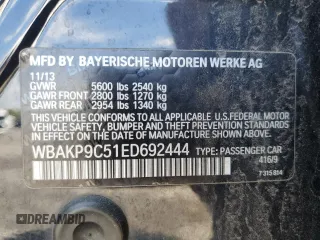 MFD BY BAYERISCHE MOTOREN WERKE AG
11/13
GVWR 5600 lbs 2540 kg
GAWR FRONT 2800 lbs 1270 kg
GAWR REAR 2954 lbs 1340 kg
THIS VEHICLE CONFORMS TO ALL APPLICABLE
U.S. FEDERAL MOTOR VEHICLE SAFETY,
BUMPER, AND THEFT PREVENTION STANDARDS
IN EFFECT ON THE DATE OF
MANUFACTURE SHOWN ABOVE.
WBAKP9C51ED692444 TYPE: PASSENGER CAR
416/9
7315814